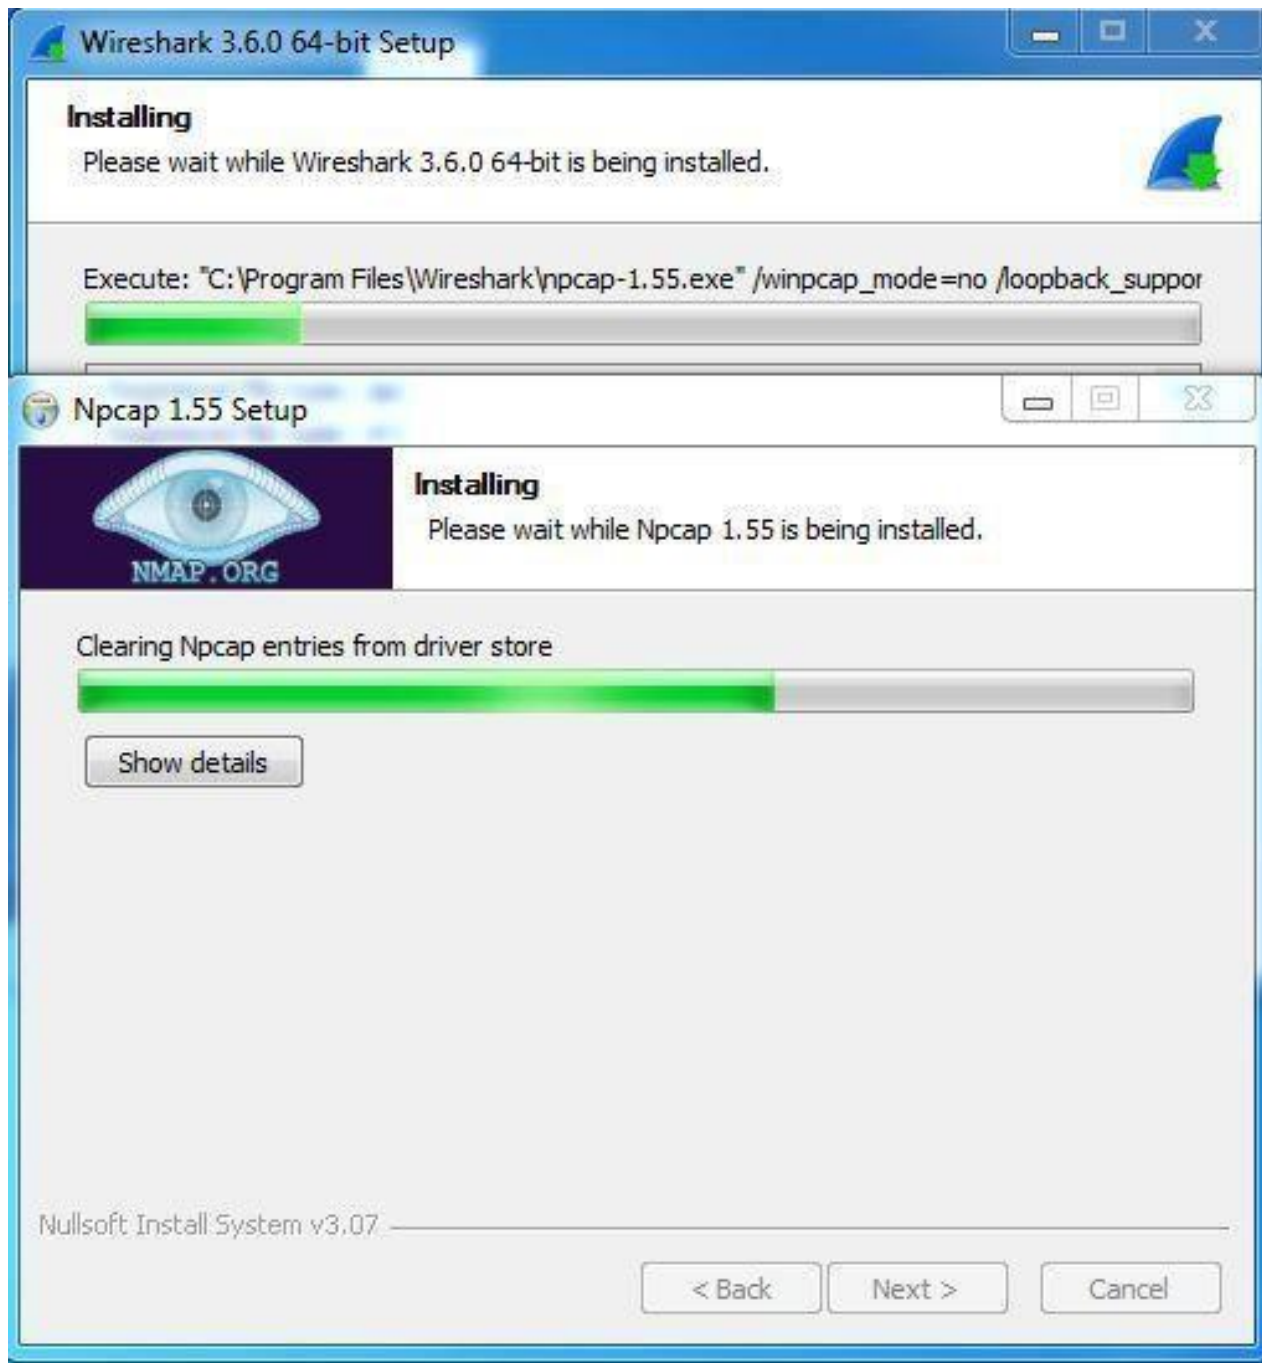 Wireshark 3.6.0 64-bit Setup
Installing
Please wait while Wireshark 3.6.0 64-bit is being installed.
Execute: "C:\Program Files\Wireshark\npcap-1.55.exe" /winpcap_mode=no /loopback_suppor
Npcap 1.55 Setup
NMAP.ORG
Installing
Please wait while Npcap 1.55 is being installed.
Clearing Npcap entries from driver store
Show details
Nullsoft Install System v3.07
< Back
Next >
Cancel